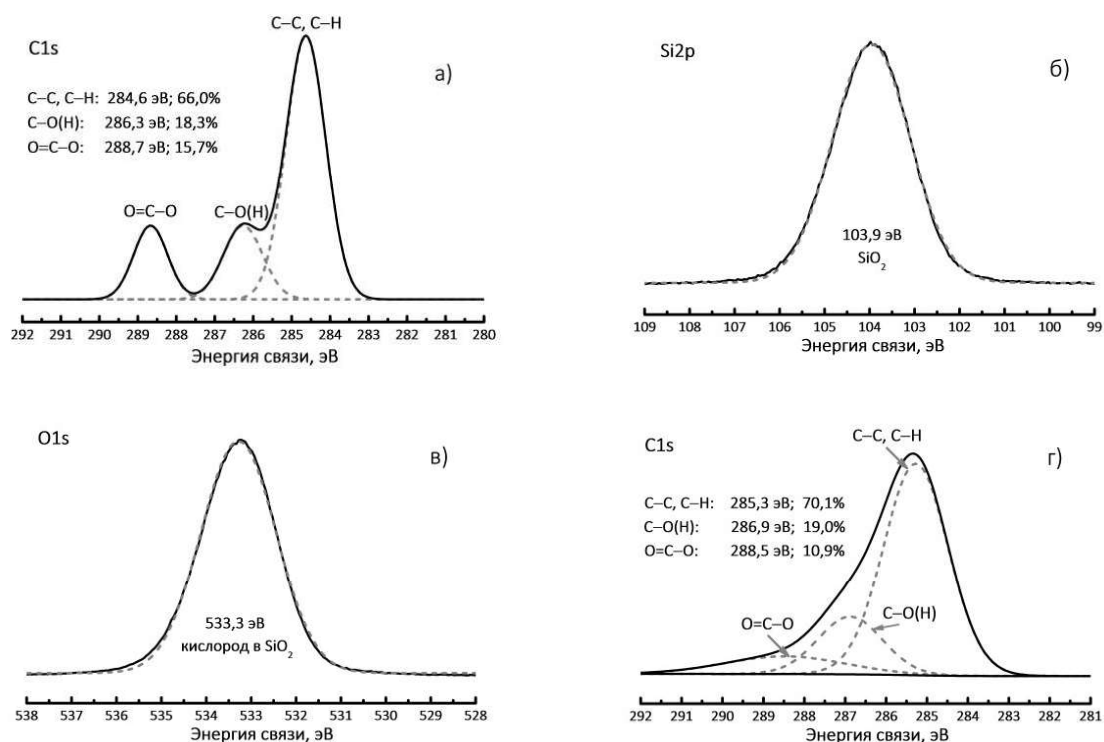 C1s
а)
C–C, C–H
C–C, C–H: 284,6 эВ; 66,0%
C–O(H): 286,3 эВ; 18,3%
O=C–O: 288,7 эВ; 15,7%
O=C–O
C–O(H)
292 291 290 289 288 287 286 285 284 283 282 281 280
Энергия связи, эВ
Si2p
б)
103,9 эВ
SiO2
109 108 107 106 105 104 103 102 101 100 99
Энергия связи, эВ
O1s
в)
533,3 эВ
кислород в SiO2
538 537 536 535 534 533 532 531 530 529 528
Энергия связи, эВ
C1s
г)
C–C, C–H
C–C, C–H: 285,3 эВ; 70,1%
C–O(H): 286,9 эВ; 19,0%
O=C–O: 288,5 эВ; 10,9%
O=C–O
C–O(H)
292 291 290 289 288 287 286 285 284 283 282 281
Энергия связи, эВ